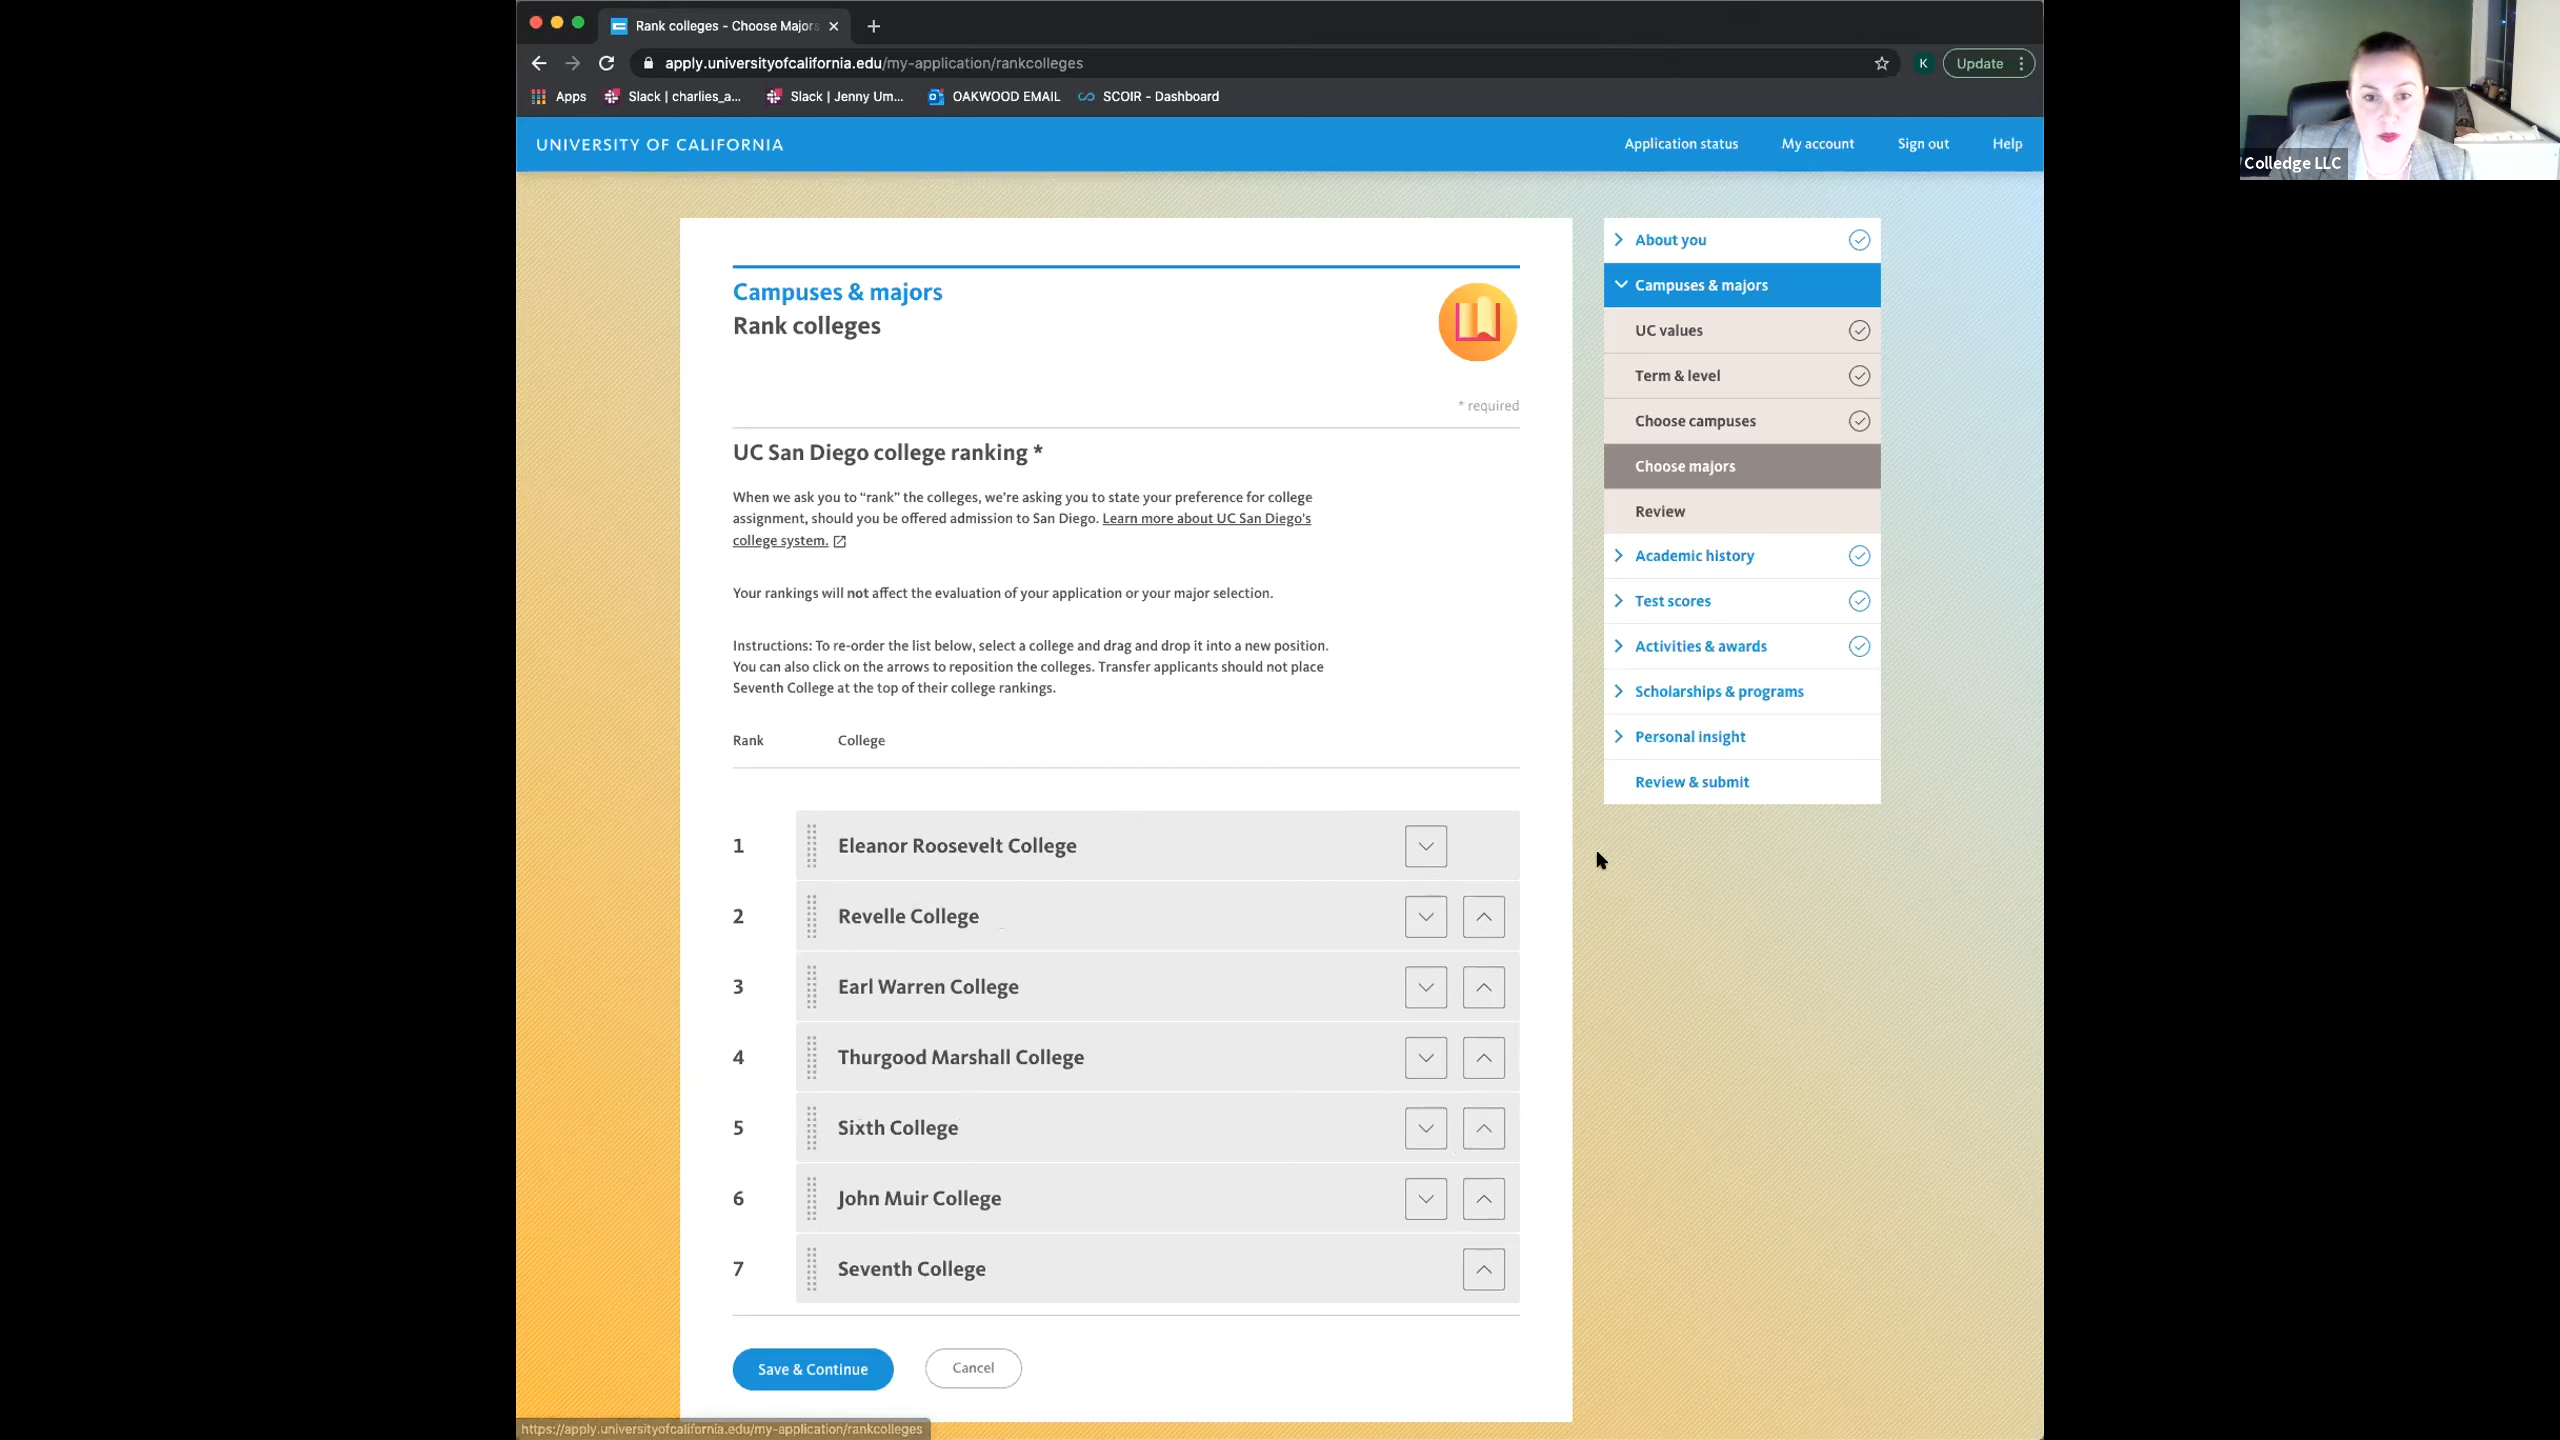 Rank colleges - Choose Majors
apply.universityofcalifornia.edu/my-application/rankcolleges
K
Update
Apps
Slack | charlies_a...
Slack | Jenny Um...
OAKWOOD EMAIL
SCOIR - Dashboard
Colledge LLC
UNIVERSITY OF CALIFORNIA
Application status
My account
Sign out
Help
Campuses & majors
Rank colleges
* required
UC San Diego college ranking *
When we ask you to “rank” the colleges, we're asking you to state your preference for college
assignment, should you be offered admission to San Diego. Learn more about UC San Diego's
college system.
Your rankings will not affect the evaluation of your application or your major selection.
Instructions: To re-order the list below, select a college and drag and drop it into a new position.
You can also click on the arrows to reposition the colleges. Transfer applicants should not place
Seventh College at the top of their college rankings.
Rank College
1 Eleanor Roosevelt College
2 Revelle College
3 Earl Warren College
4 Thurgood Marshall College
5 Sixth College
6 John Muir College
7 Seventh College
Save & Continue
Cancel
About you
Campuses & majors
UC values
Term & level
Choose campuses
Choose majors
Review
Academic history
Test scores
Activities & awards
Scholarships & programs
Personal insight
Review & submit
https://apply.universityofcalifornia.edu/my-application/rankcolleges